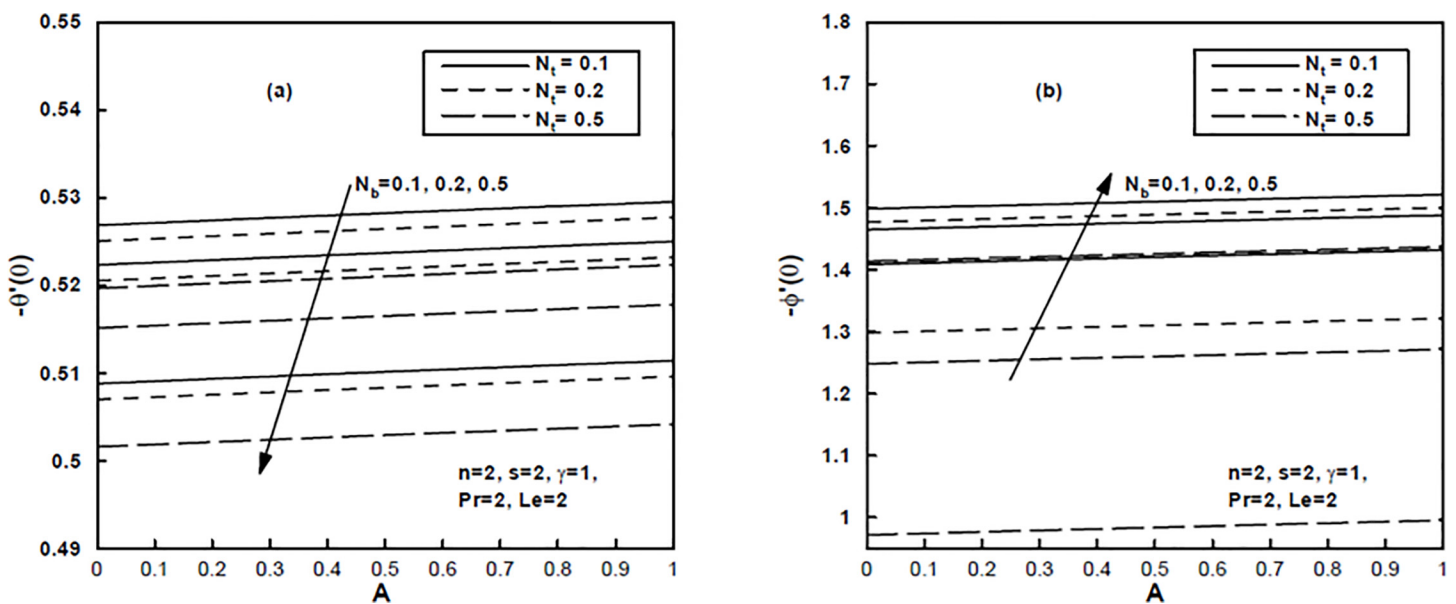 0.55
0.54
0.53
0.52
0.51
0.5
0.49
-θ'(0)
(a)
Nt = 0.1
Nt = 0.2
Nt = 0.5
Nb=0.1, 0.2, 0.5
n=2, s=2, γ=1,
Pr=2, Le=2
0 0.1 0.2 0.3 0.4 0.5 0.6 0.7 0.8 0.9 1
A
1.8
1.7
1.6
1.5
1.4
1.3
1.2
1.1
1
-ϕ'(0)
(b)
Nt = 0.1
Nt = 0.2
Nt = 0.5
Nb=0.1, 0.2, 0.5
n=2, s=2, γ=1,
Pr=2, Le=2
0 0.1 0.2 0.3 0.4 0.5 0.6 0.7 0.8 0.9 1
A